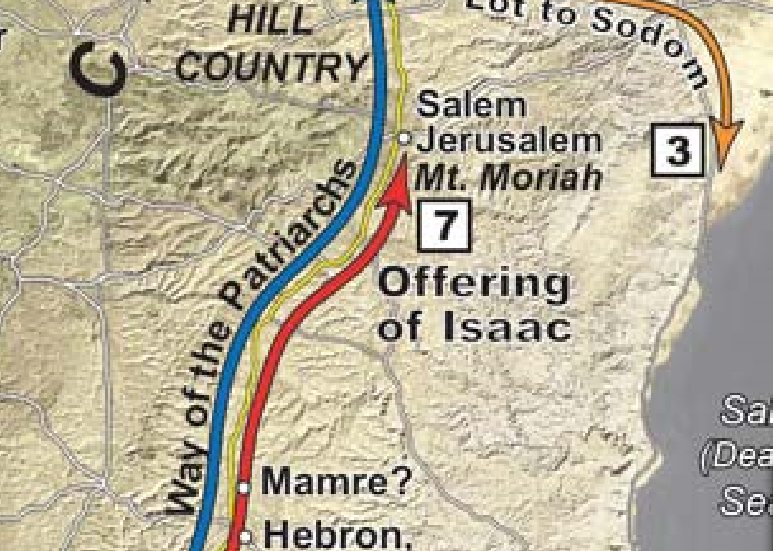 HILL
COUNTRY
Lot to Sodom
C
Salem
Jerusalem
Mt. Moriah
3
7
Offering
of Isaac
Way of the Patriarchs
Mamre?
Hebron,